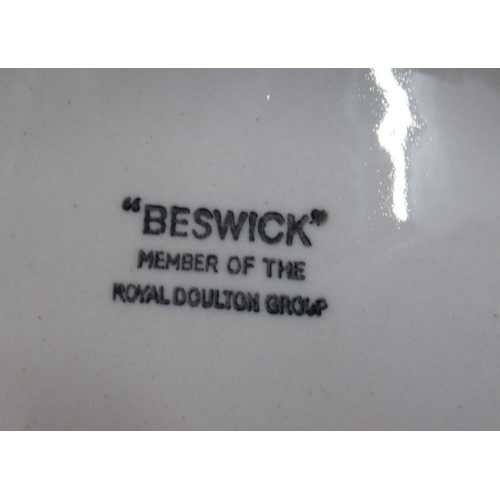 "BESWICK"
MEMBER OF THE
ROYAL DOULTON GROUP